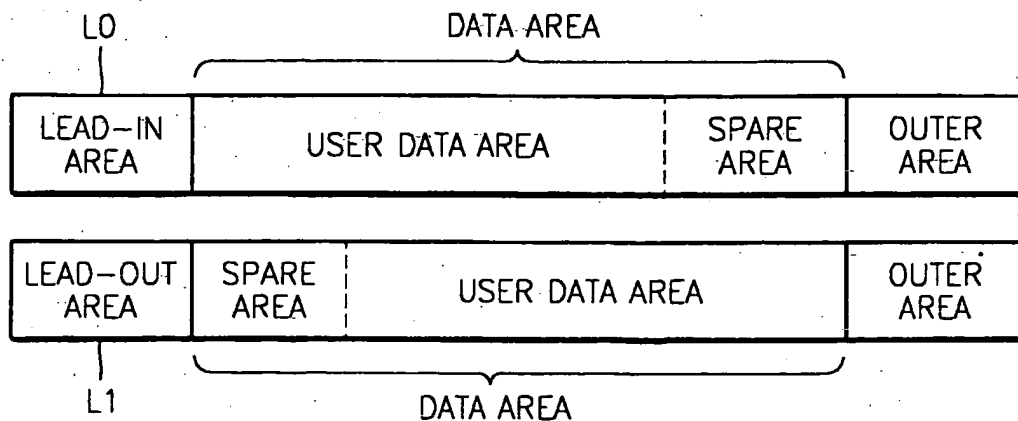 L0
DATA AREA
LEAD-IN
AREA
USER DATA AREA
SPARE
AREA
OUTER
AREA
LEAD-OUT
AREA
SPARE
AREA
USER DATA AREA
OUTER
AREA
L1
DATA AREA